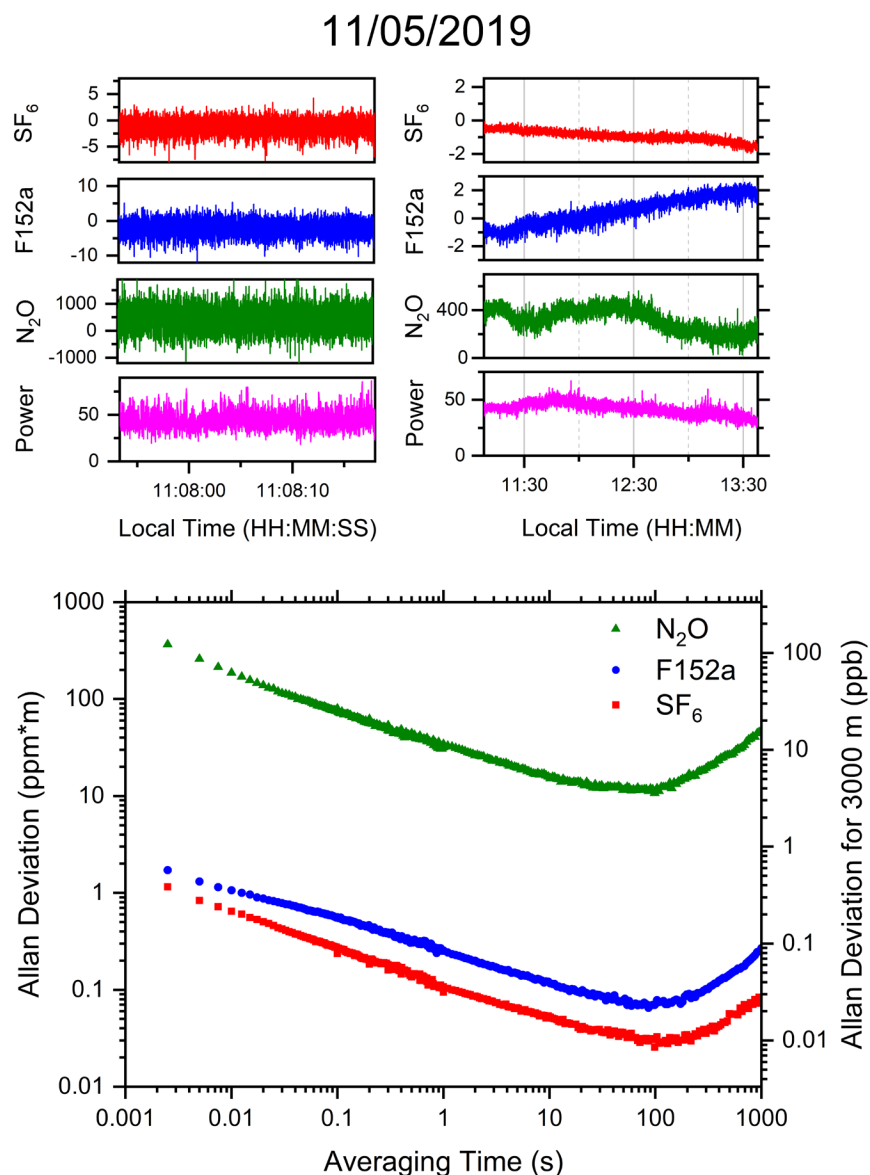 11/05/2019
SF6
5
0
-5
F152a
10
0
-10
N2O
1000
0
-1000
Power
50
0
11:08:00 11:08:10
Local Time (HH:MM:SS)
SF6
2
0
-2
F152a
2
0
-2
N2O
400
0
Power
50
0
11:30 12:30 13:30
Local Time (HH:MM)
Allan Deviation (ppm*m)
1000
100
10
1
0.1
0.01
N2O
F152a
SF6
100
10
1
0.1
0.01
Allan Deviation for 3000 m (ppb)
0.001 0.01 0.1 1 10 100 1000
Averaging Time (s)